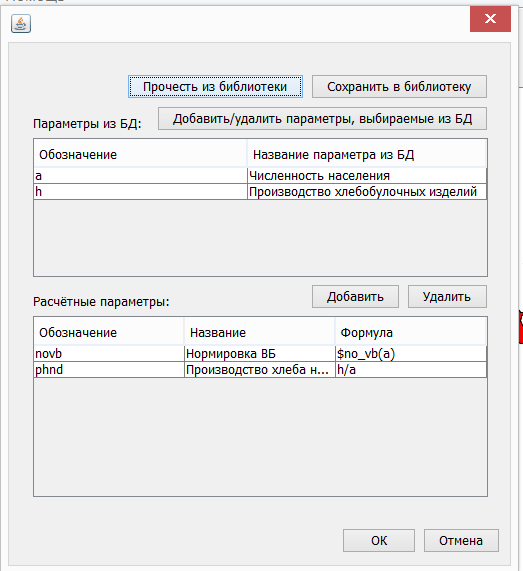 Прочесть из библиотеки Сохранить в библиотеку
Параметры из БД: Добавить/удалить параметры, выбираемые из БД
Обозначение Название параметра из БД
a Численность населения
h Производство хлебобулочных изделий
Расчётные параметры: Добавить Удалить
Обозначение Название Формула
novb Нормировка ВБ $no_vb(a)
phnd Производство хлеба н... h/a
OK Отмена